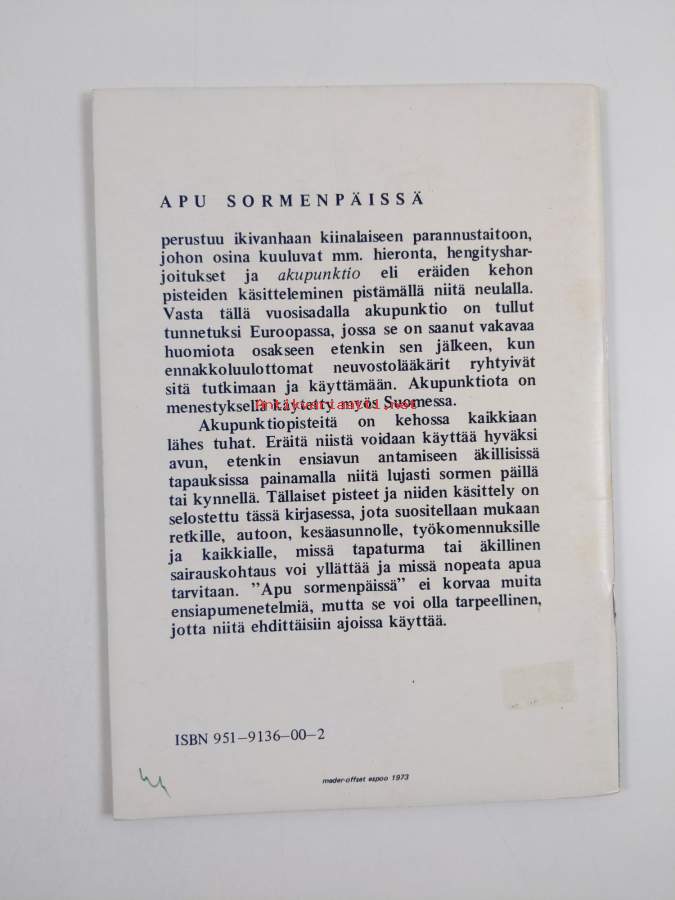 APU SORMENPÄISSÄ
perustuu ikivanhaan kiinalaiseen parannustaitoon,
johon osina kuuluvat mm. hieronta, hengityshar-
joitukset ja akupunktio eli eräiden kehon
pisteiden käsitteleminen pistämällä niitä neulalla.
Vasta tällä vuosisadalla akupunktio on tullut
tunnetuksi Euroopassa, jossa se on saanut vakavaa
huomiota osakseen etenkin sen jälkeen, kun
ennakkoluulottomat neuvostolääkärit ryhtyivät
sitä tutkimaan ja käyttämään. Akupunktiota on
menestyksellä käytetty myös Suomessa.
Antikvariaatti.net
Akupunktiopisteitä on kehossa kaikkiaan
lähes tuhat. Eräitä niistä voidaan käyttää hyväksi
avun, etenkin ensiavun antamiseen äkillisissä
tapauksissa painamalla niitä lujasti sormen päillä
tai kynnellä. Tällaiset pisteet ja niiden käsittely on
selostettu tässä kirjasessa, jota suositellaan mukaan
retkille, autoon, kesäasunnolle, työkomennuksille
ja kaikkialle, missä tapaturma tai äkillinen
sairauskohtaus voi yllättää ja missä nopeata apua
tarvitaan. ”Apu sormenpäissä” ei korvaa muita
ensiapumenetelmiä, mutta se voi olla tarpeellinen,
jotta niitä ehdittäisiin ajoissa käyttää.
ISBN 951-9136-00-2
meder-offset espoo 1973